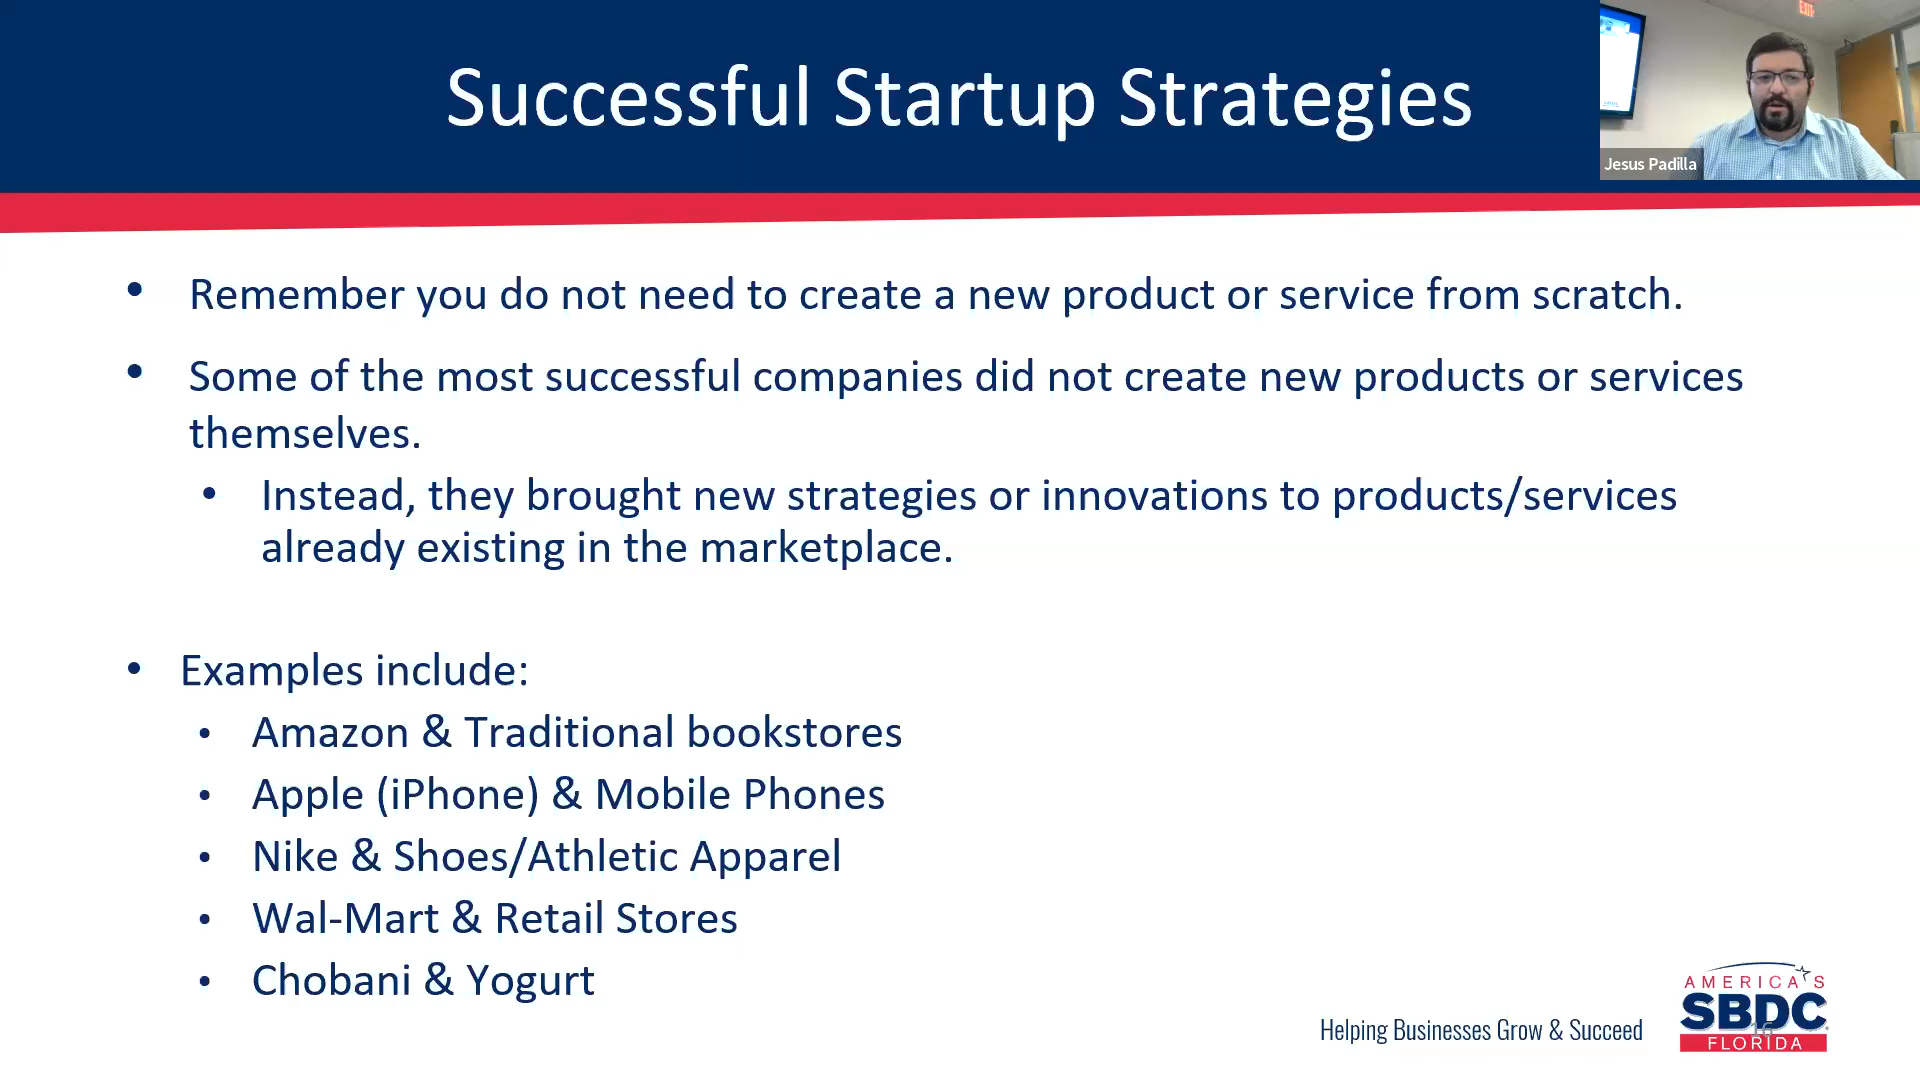 Successful Startup Strategies
EXIT
Jesus Padilla
• Remember you do not need to create a new product or service from scratch.
• Some of the most successful companies did not create new products or services
themselves.
• Instead, they brought new strategies or innovations to products/services
already existing in the marketplace.
• Examples include:
• Amazon & Traditional bookstores
• Apple (iPhone) & Mobile Phones
• Nike & Shoes/Athletic Apparel
• Wal-Mart & Retail Stores
• Chobani & Yogurt
Helping Businesses Grow & Succeed
AMERICA'S
SBDC
16
FLORIDA